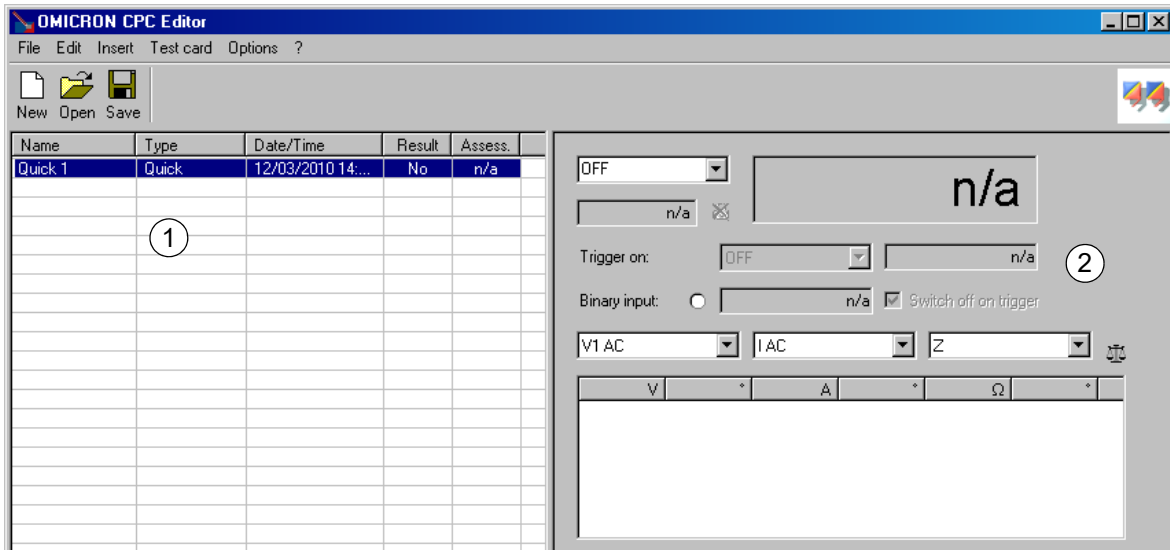 OMICRON CPC Editor
File Edit Insert Test card Options ?
New Open Save
Name Type Date/Time Result Assess.
Quick 1 Quick 12/03/2010 14:... No n/a
1
OFF
n/a
n/a
Trigger on: OFF n/a
2
Binary input: n/a Switch off on trigger
V1 AC I AC Z
V ° A ° Ω °